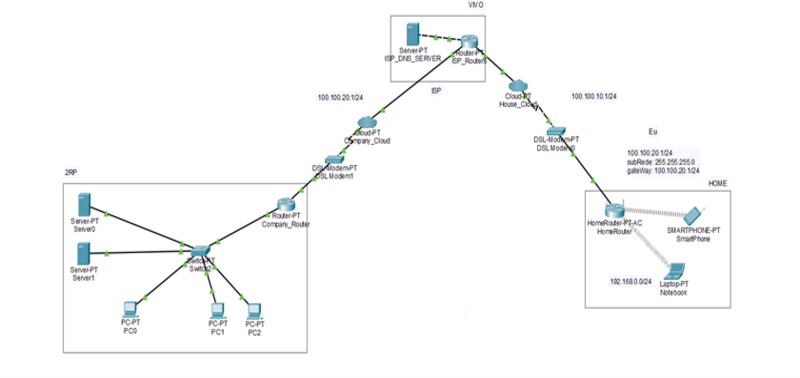 VIVO
Server-PT
ISP_DNS_SERVER
Router-PT
ISP_Routers
ISP
100.100.20.1/24
Cloud-PT
House_Cloud
100.100.10.1/24
Cloud-PT
Company_Cloud
DSL-Modem-PT
DSL Modem0
Eu
100.100.20.1/24
subRede: 255.255.255.0
gateWay: 100.100.20.1/24
DSL-Modem-PT
DSL Modem1
2RP
HOME
Server-PT
Server0
Router-PT
Company_Router
HomeRouter-PT-AC
HomeRouter
SMARTPHONE-PT
SmartPhone
Server-PT
Server1
Switch-PT
Switch2
192.168.0.0/24
Laptop-PT
Notebook
PC-PT
PC0
PC-PT
PC1
PC-PT
PC2